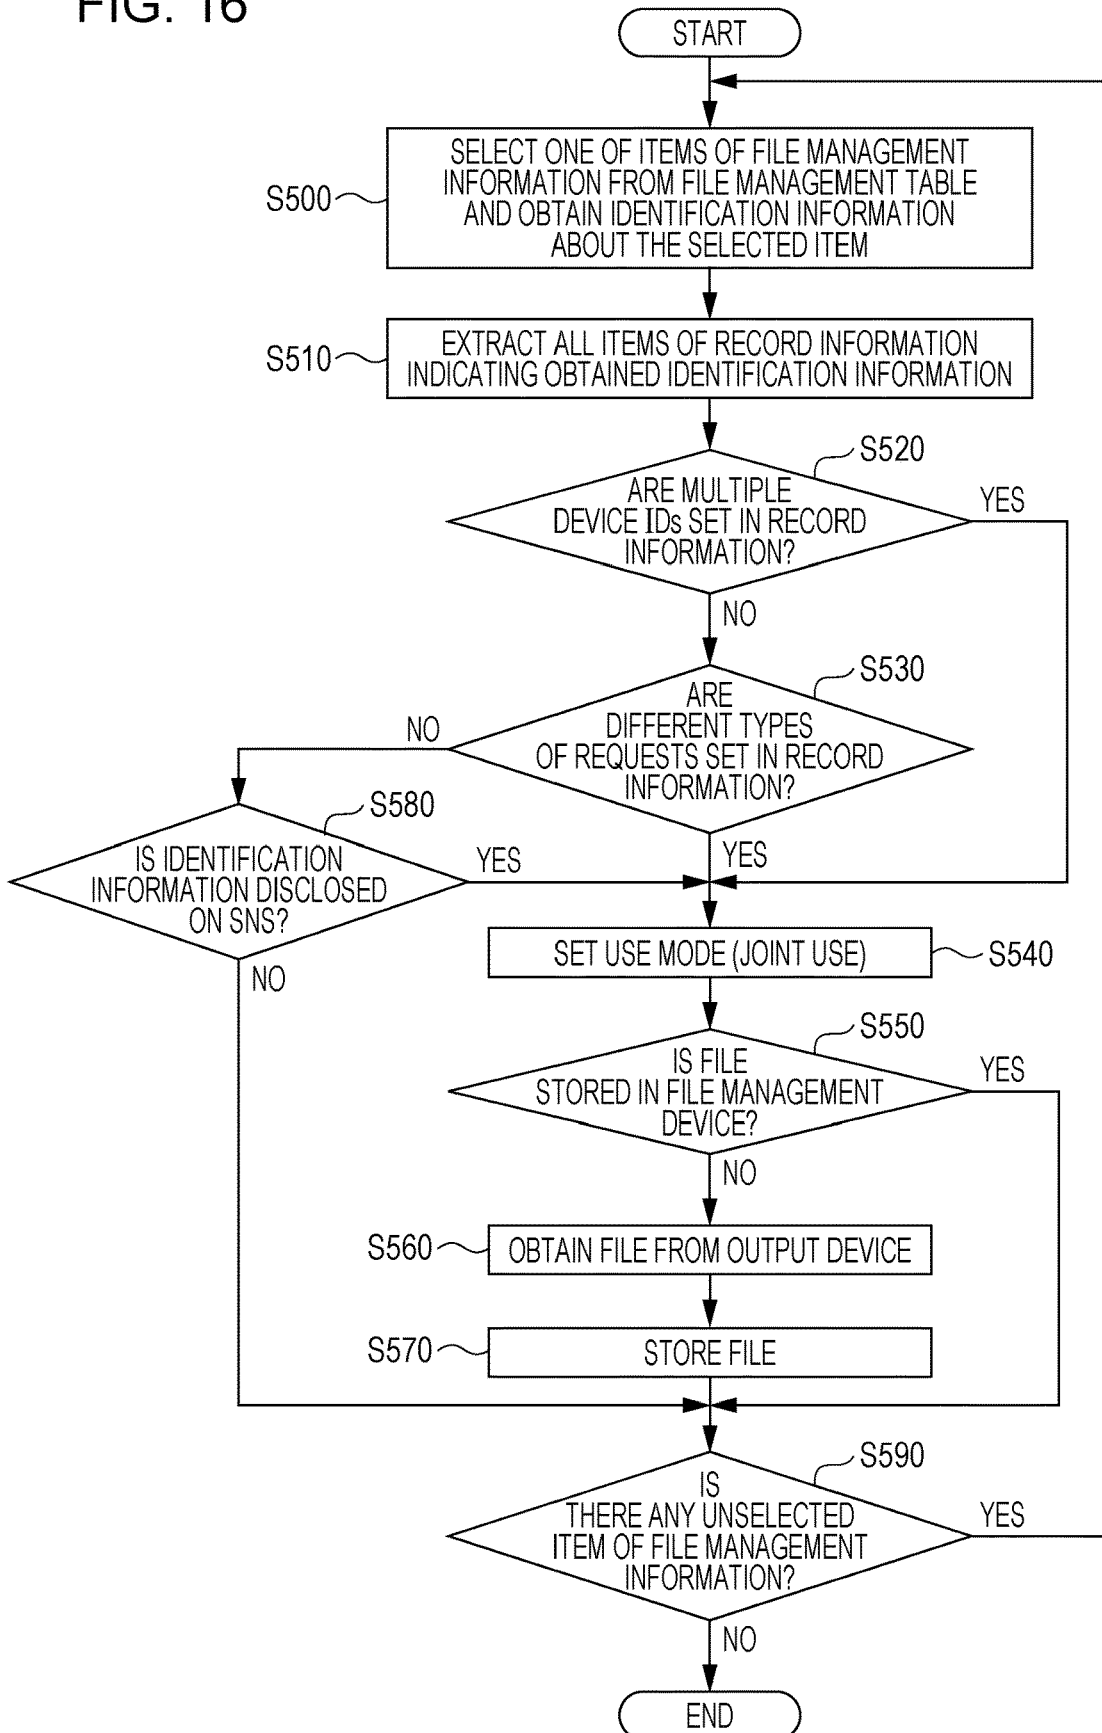 FIG. 16
START
SELECT ONE OF ITEMS OF FILE MANAGEMENT
INFORMATION FROM FILE MANAGEMENT TABLE
AND OBTAIN IDENTIFICATION INFORMATION
ABOUT THE SELECTED ITEM
S500
EXTRACT ALL ITEMS OF RECORD INFORMATION
INDICATING OBTAINED IDENTIFICATION INFORMATION
S510
S520
ARE MULTIPLE
DEVICE IDs SET IN RECORD
INFORMATION?
YES
NO
S530
ARE
DIFFERENT TYPES
OF REQUESTS SET IN RECORD
INFORMATION?
NO
YES
S580
IS IDENTIFICATION
INFORMATION DISCLOSED
ON SNS?
YES
NO
SET USE MODE (JOINT USE)
S540
S550
IS FILE
STORED IN FILE MANAGEMENT
DEVICE?
YES
NO
S560
OBTAIN FILE FROM OUTPUT DEVICE
S570
STORE FILE
S590
IS
THERE ANY UNSELECTED
ITEM OF FILE MANAGEMENT
INFORMATION?
YES
NO
END